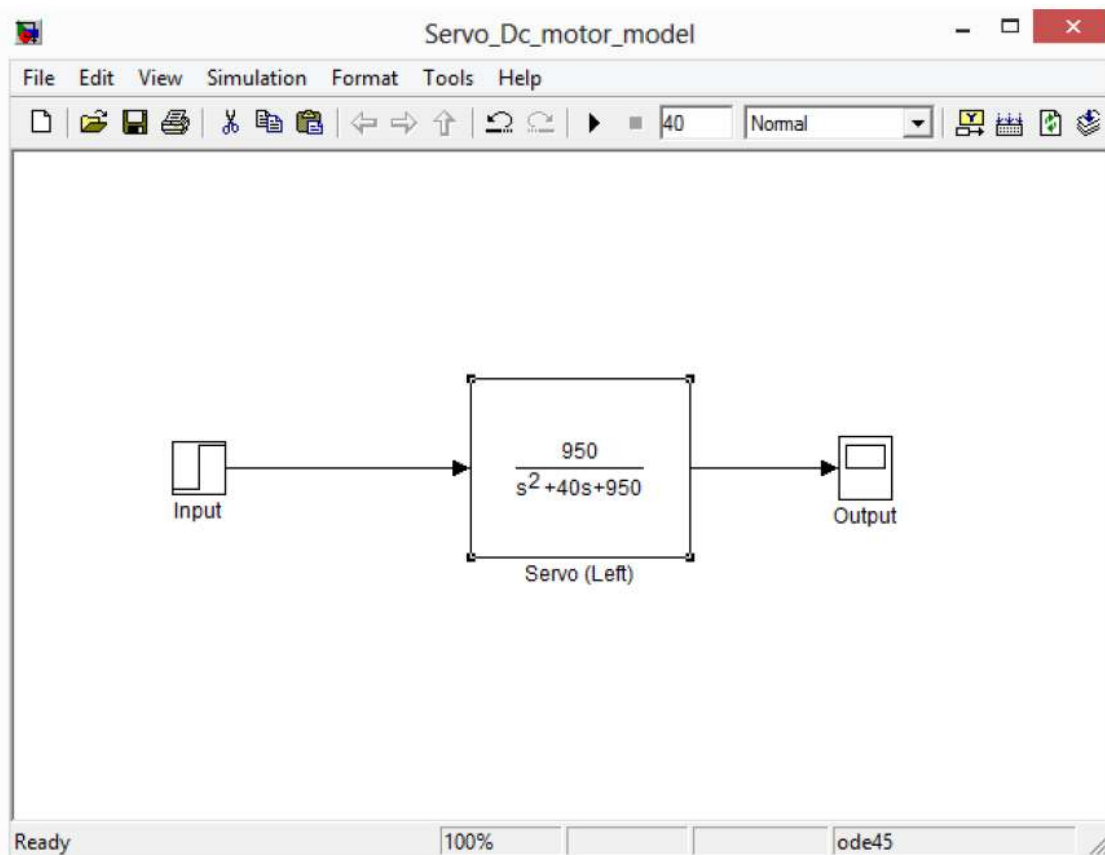 Servo_Dc_motor_model
File Edit View Simulation Format Tools Help
40 Normal
950
s²+40s+950
Input
Servo (Left)
Output
Ready 100% ode45